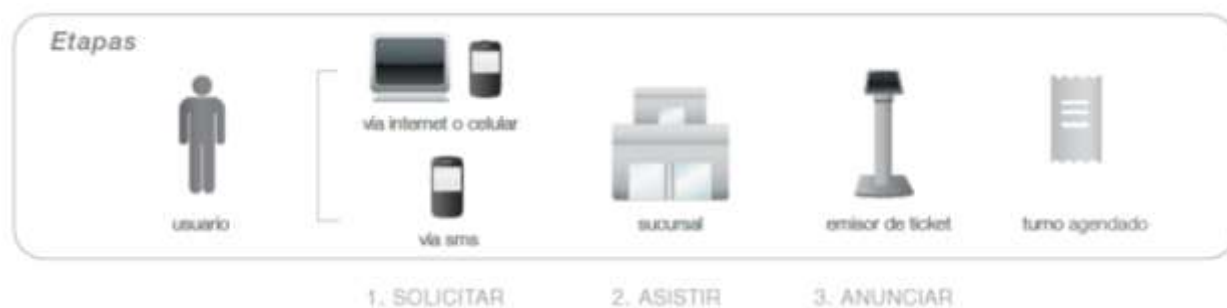 Etapas
vía internet o celular
usuario
vía sms
sucursal
emisor de ticket
turno agendado
1. SOLICITAR
2. ASISTIR
3. ANUNCIAR